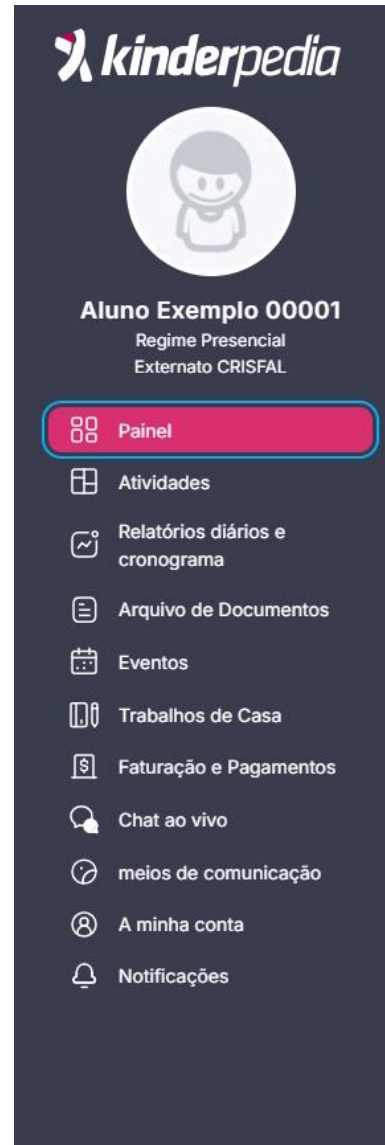 kinderpedia
Aluno Exemplo 00001
Regime Presencial
Externato CRISFAL
Painel
Atividades
Relatórios diários e
cronograma
Arquivo de Documentos
Eventos
Trabalhos de Casa
Faturação e Pagamentos
Chat ao vivo
meios de comunicação
A minha conta
Notificações